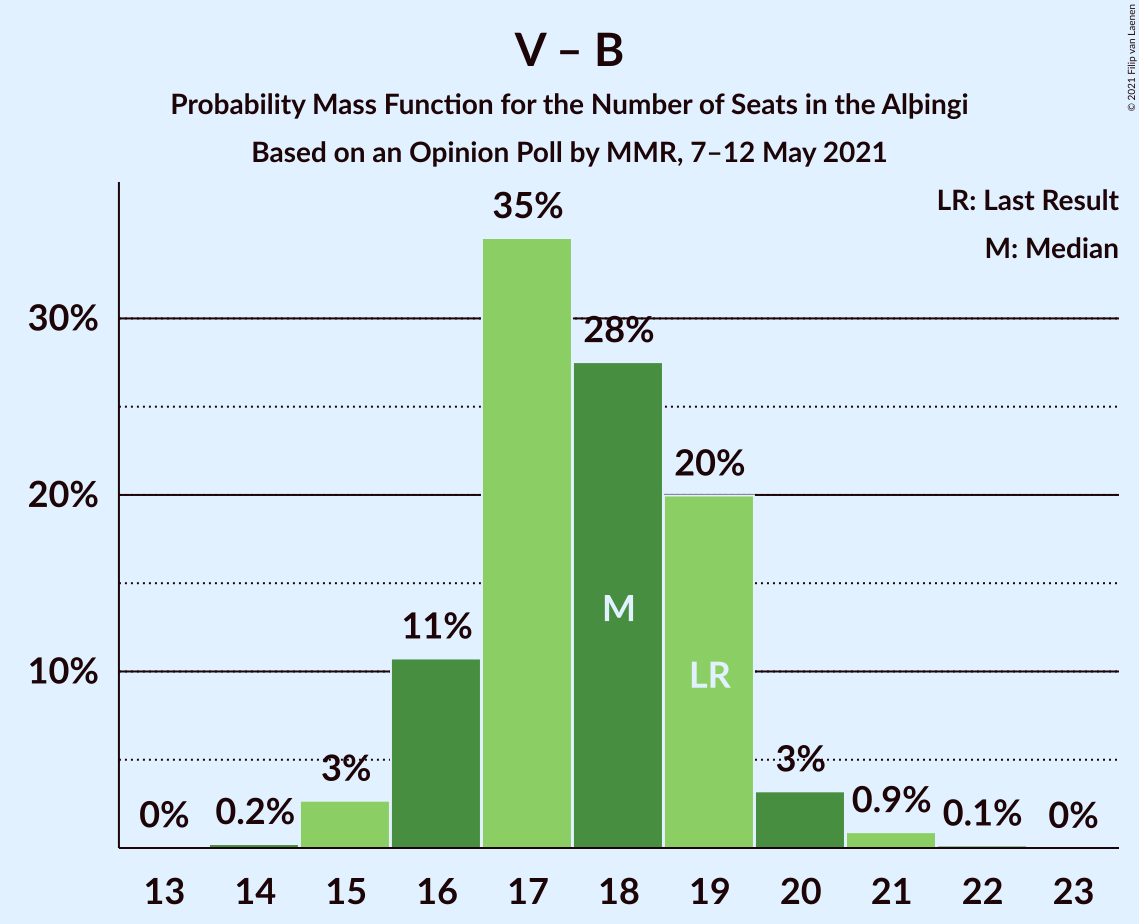 V – B
Probability Mass Function for the Number of Seats in the Alþingi
Based on an Opinion Poll by MMR, 7–12 May 2021
© 2021 Filip van Laenen
LR: Last Result
M: Median
35%
30%
28%
20%
20%
M
11%
10%
LR
3%
3%
0%
0.2%
0.9%
0.1%
0%
13 14 15 16 17 18 19 20 21 22 23